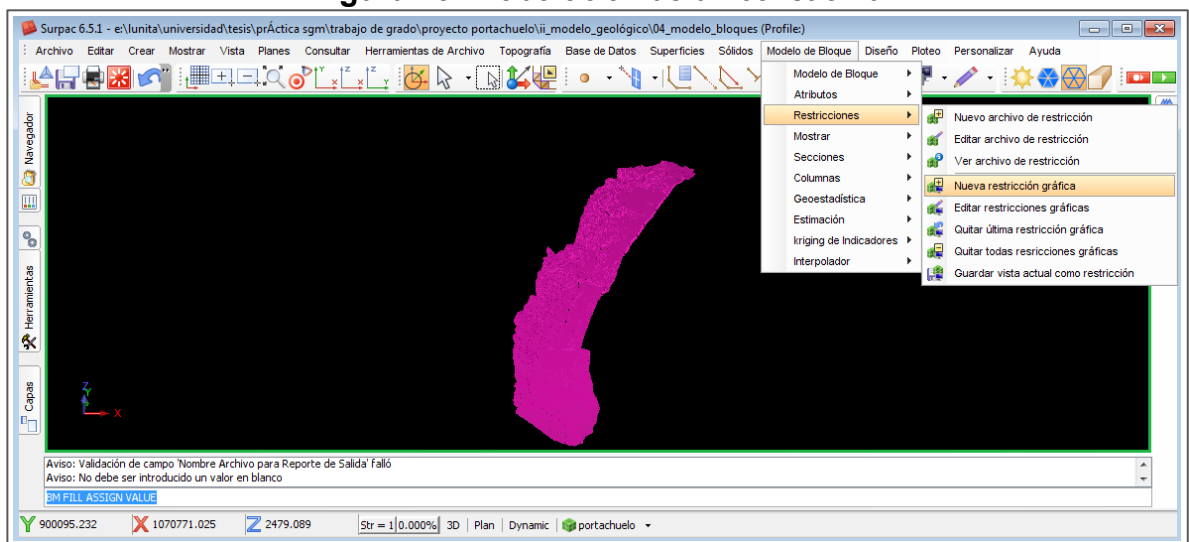 Surpac 6.5.1 - e:\lunita\universidad\tesis\prÁctica sgm\trabajo de grado\proyecto portachuelo\ii_modelo_geológico\04_modelo_bloques (Profile:)
Archivo Editar Crear Mostrar Vista Planes Consultar Herramientas de Archivo Topografía Base de Datos Superficies Sólidos Modelo de Bloque Diseño Ploteo Personalizar Ayuda
Modelo de Bloque
Atributos
Restricciones
Mostrar
Secciones
Columnas
Geoestadística
Estimación
kriging de Indicadores
Interpolador
Nuevo archivo de restricción
Editar archivo de restricción
Ver archivo de restricción
Nueva restricción gráfica
Editar restricciones gráficas
Quitar última restricción gráfica
Quitar todas resricciones gráficas
Guardar vista actual como restricción
Navegador
Herramientas
Capas
Z
Y
X
Aviso: Validación de campo 'Nombre Archivo para Reporte de Salida' falló
Aviso: No debe ser introducido un valor en blanco
BM FILL ASSIGN VALUE
Y 900095.232 X 1070771.025 Z 2479.089 Str = 1 0.000% 3D Plan Dynamic portachuelo